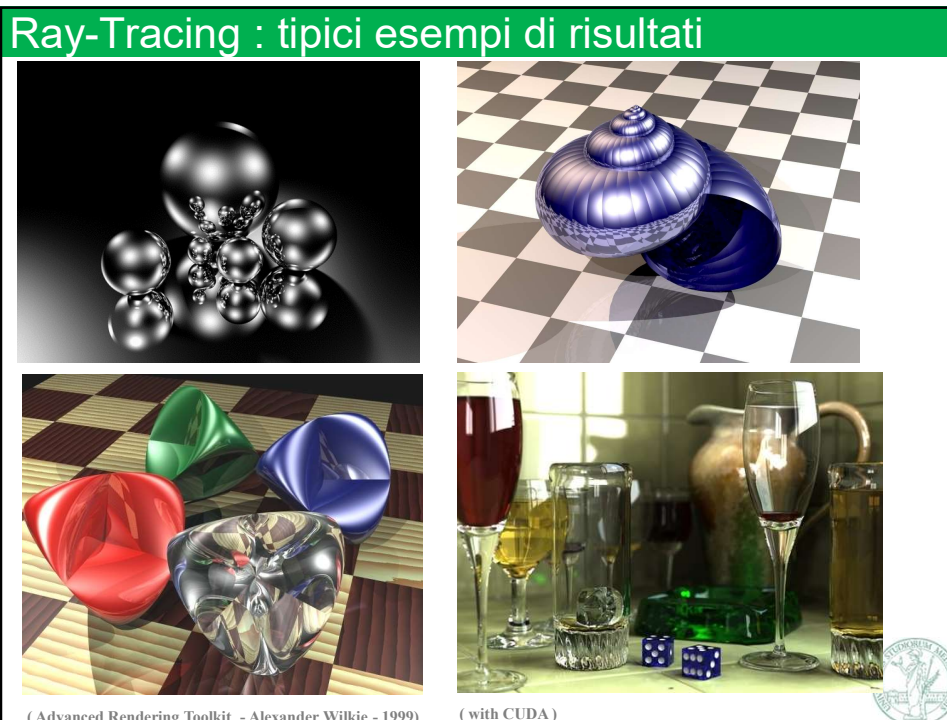 Ray-Tracing : tipici esempi di risultati
( Advanced Rendering Toolkit - Alexander Wilkie - 1999)
( with CUDA )